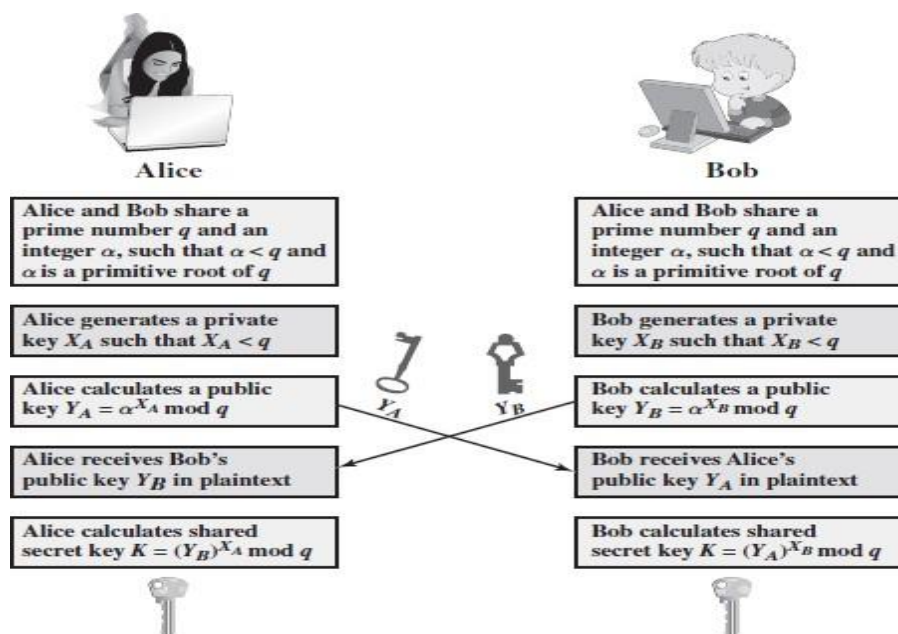 Alice
Alice and Bob share a
prime number q and an
integer α, such that α < q and
α is a primitive root of q
Alice generates a private
key X_A such that X_A < q
Alice calculates a public
key Y_A = α^X_A mod q
Alice receives Bob's
public key Y_B in plaintext
Alice calculates shared
secret key K = (Y_B)^X_A mod q
Y_A
Y_B
Bob
Alice and Bob share a
prime number q and an
integer α, such that α < q and
α is a primitive root of q
Bob generates a private
key X_B such that X_B < q
Bob calculates a public
key Y_B = α^X_B mod q
Bob receives Alice's
public key Y_A in plaintext
Bob calculates shared
secret key K = (Y_A)^X_B mod q